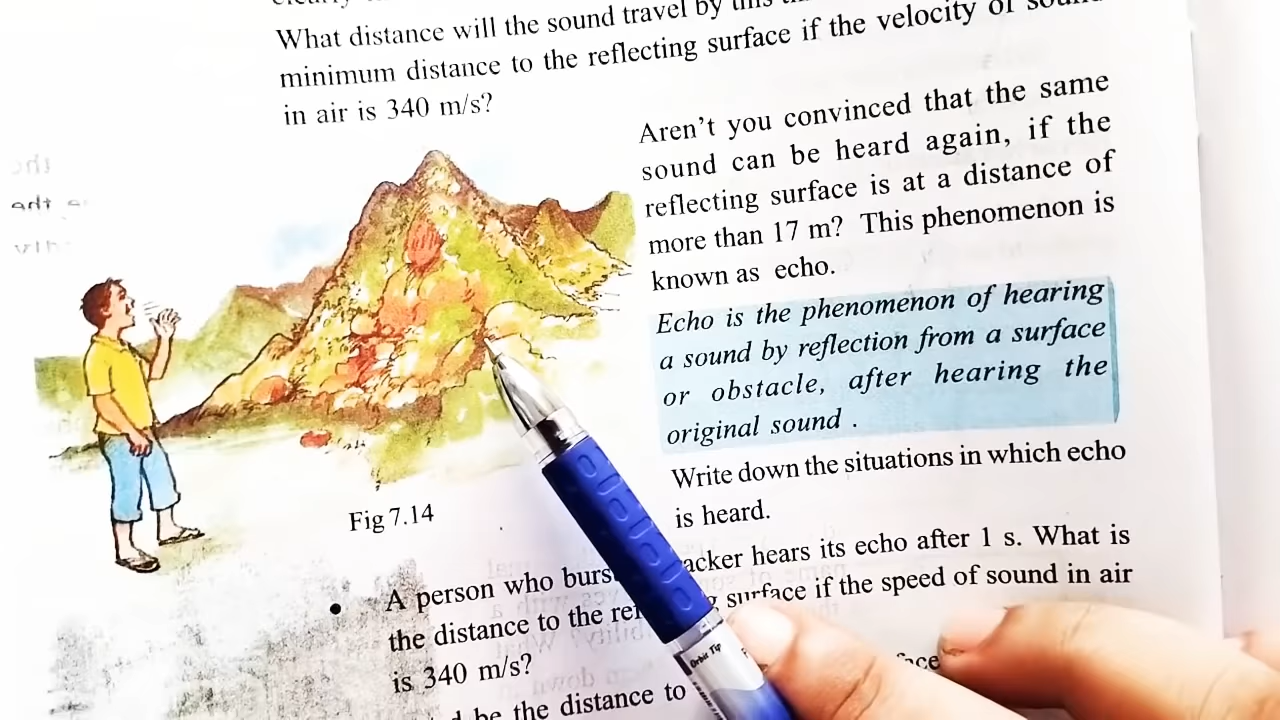 What distance will the sound travel by this
minimum distance to the reflecting surface if the velocity of sound
in air is 340 m/s?
Aren't you convinced that the same
sound can be heard again, if the
reflecting surface is at a distance of
more than 17 m? This phenomenon is
known as echo.
Echo is the phenomenon of hearing
a sound by reflection from a surface
or obstacle, after hearing the
original sound .
Write down the situations in which echo
is heard.
Fig 7.14
• A person who burs acker hears its echo after 1 s. What is
the distance to the ref g surface if the speed of sound in air
is 340 m/s?
be the distance to
Orbit Tip